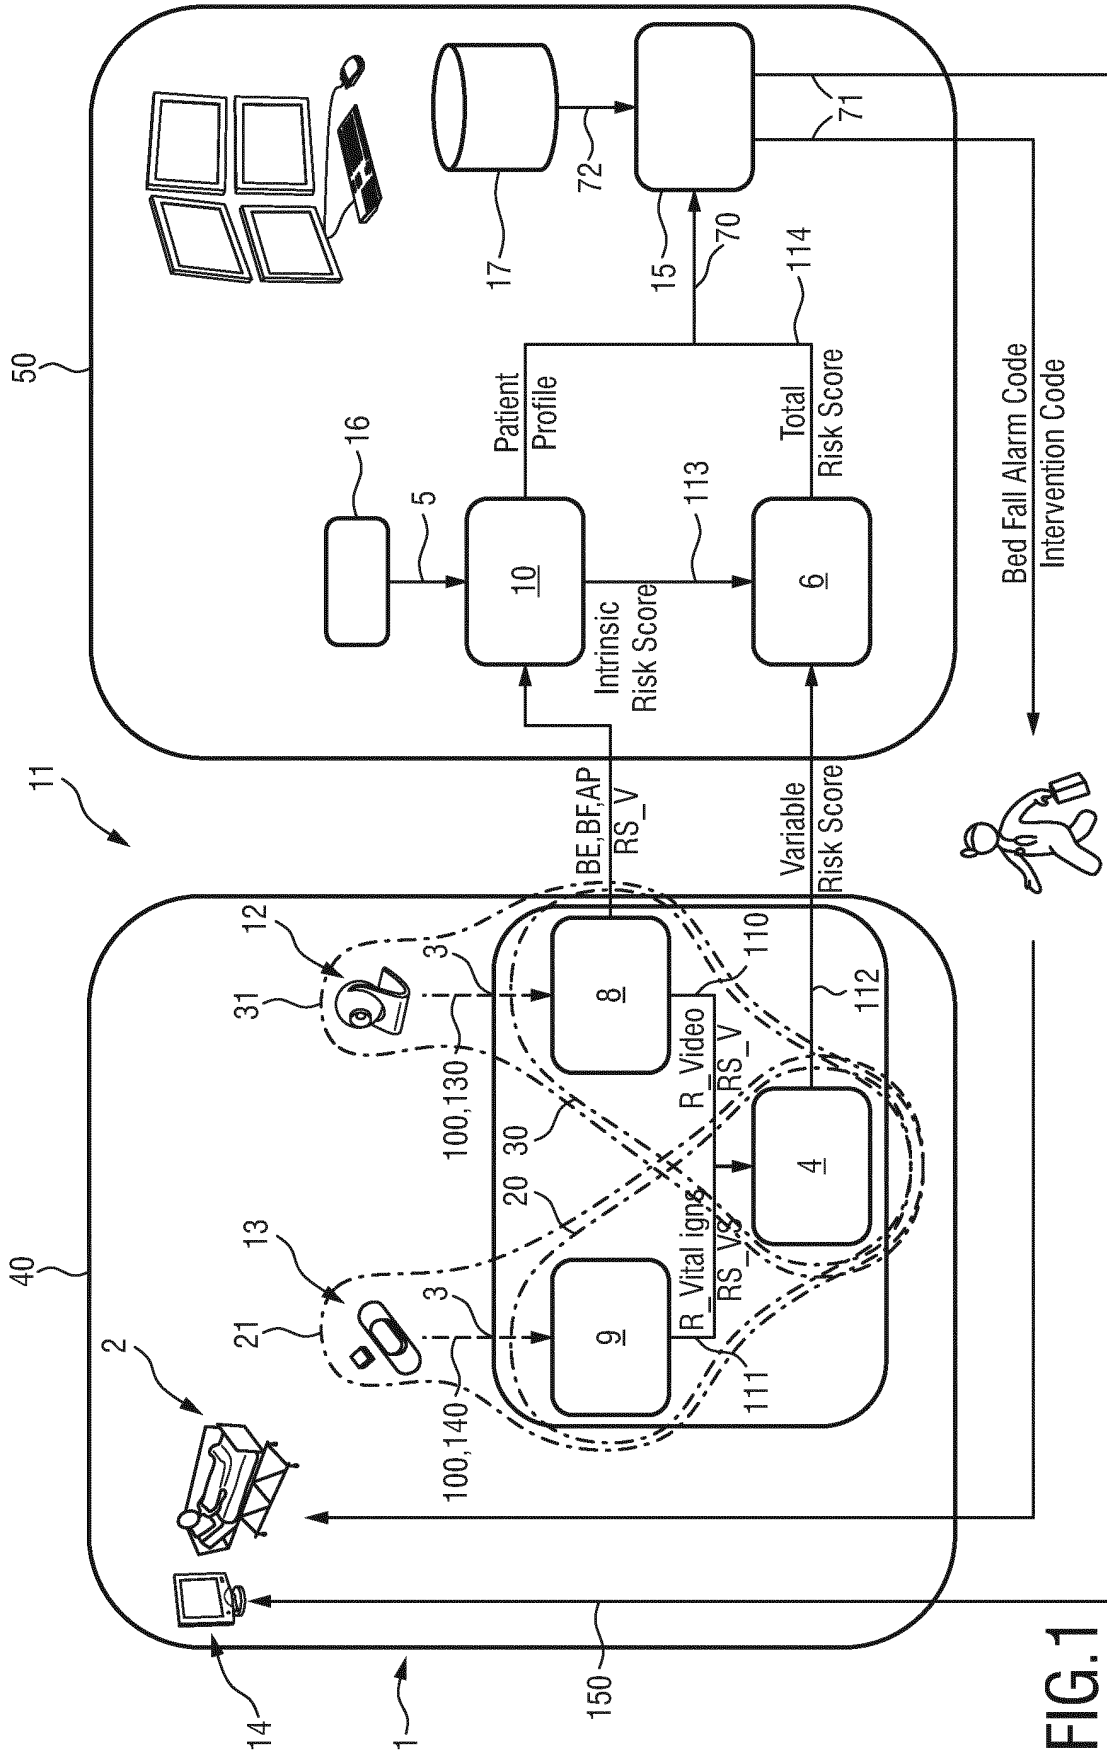 FIG.1
1
14
150
40
2
21
13
3
100,140
9
111
R_Vital igns
RS_VS
20
30
4
31
12
3
100,130
8
110
R_Video
RS_V
112
11
BE,BF,AP
RS_V
Variable
Risk Score
50
16
5
10
Intrinsic
Risk Score
113
6
Patient
Profile
Total
Risk Score
114
17
72
15
70
71
Bed Fall Alarm Code
Intervention Code